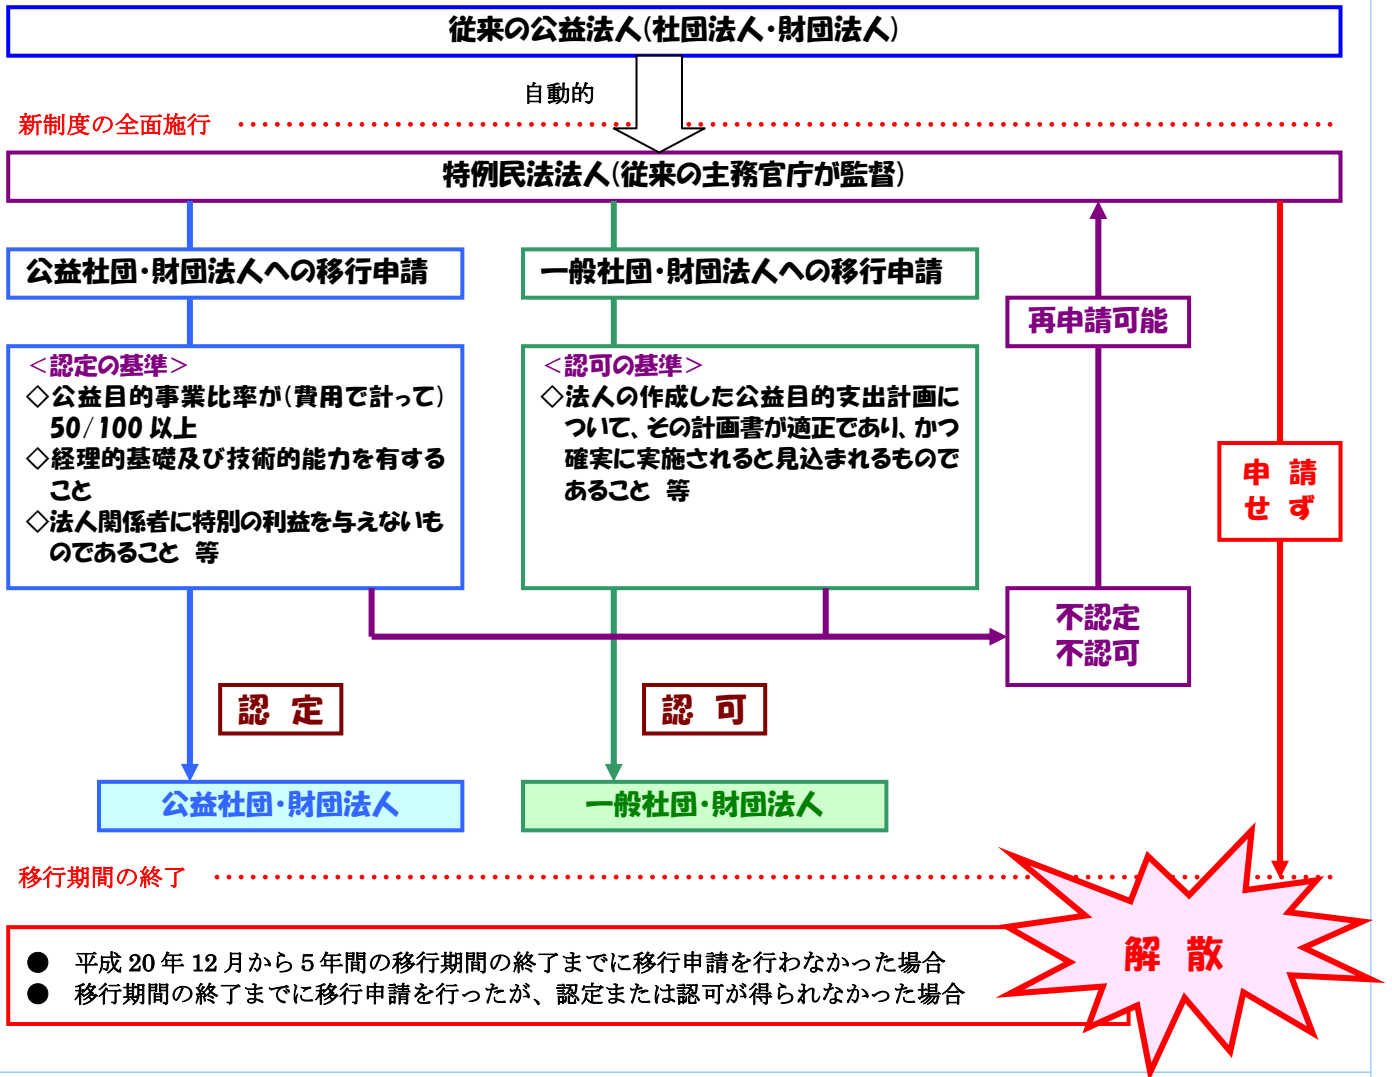 従来の公益法人(社団法人・財団法人)
自動的
新制度の全面施行
特例民法法人(従来の主務官庁が監督)
公益社団・財団法人への移行申請
一般社団・財団法人への移行申請
再申請可能
＜認定の基準＞
◇公益目的事業比率が(費用で計って)
50/100 以上
◇経理的基礎及び技術的能力を有する
こと
◇法人関係者に特別の利益を与えないも
のであること　等
＜認可の基準＞
◇法人の作成した公益目的支出計画に
ついて、その計画書が適正であり、かつ
確実に実施されると見込まれるもので
あること　等
申　請
せ　ず
不認定
不認可
認　定
認　可
公益社団・財団法人
一般社団・財団法人
移行期間の終了
解　散
●　平成 20 年 12 月から５年間の移行期間の終了までに移行申請を行わなかった場合
●　移行期間の終了までに移行申請を行ったが、認定または認可が得られなかった場合